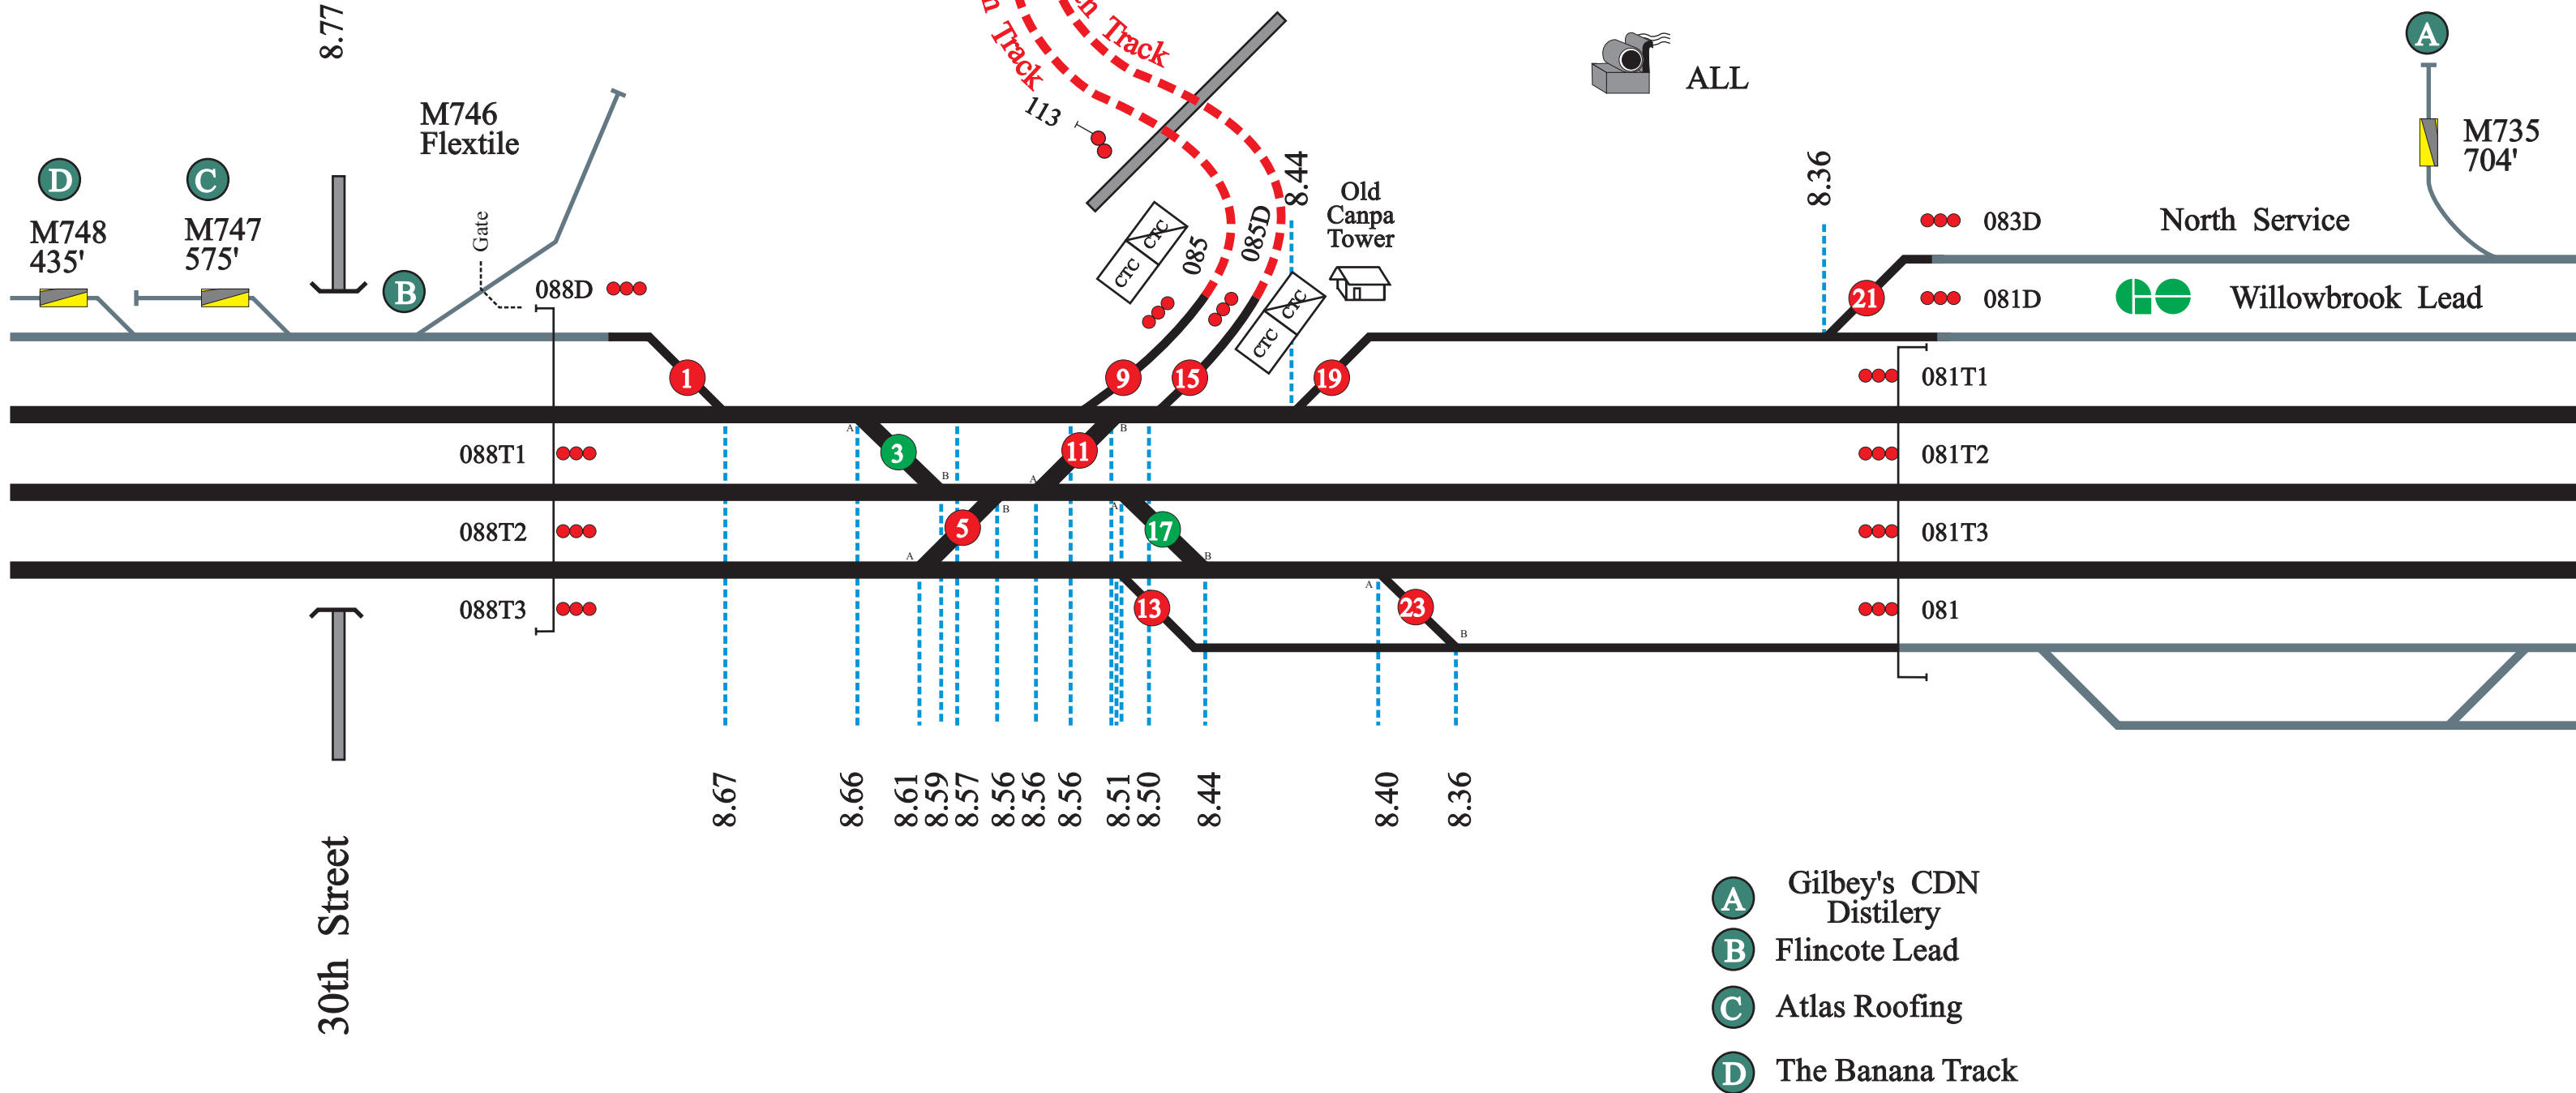 8.77
n Track
h Track
113
ALL
A
M746
Flextile
M735
704'
D
C
M748
435'
M747
575'
Gate
B
088D
CTC
CTC
085
085D
CTC
CTC
8.44
Old
Canpa
Tower
8.36
083D
North Service
21
081D
GO
Willowbrook Lead
1
9
15
19
081T1
A
B
088T1
3
11
081T2
B
A
B
A
088T2
5
17
081T3
A
B
A
088T3
13
23
081
B
8.67
8.66
8.61
8.59
8.57
8.56
8.56
8.56
8.51
8.50
8.44
8.40
8.36
30th Street
A Gilbey's CDN
Distilery
B Flincote Lead
C Atlas Roofing
D The Banana Track